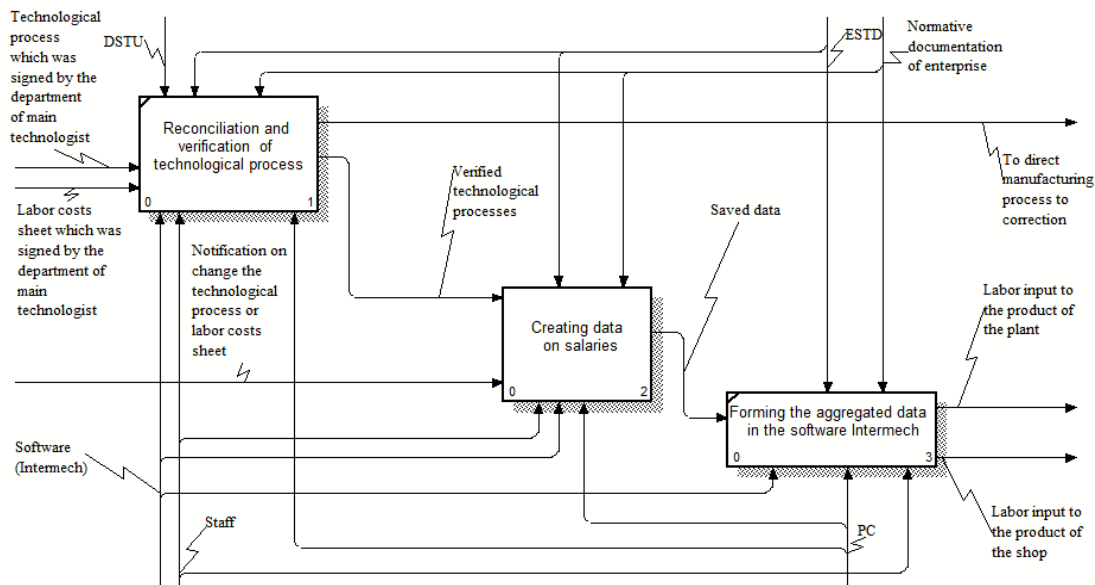 Technological
process
which was
signed by the
department
of main
technologist
DSTU
ESTD
Normative
documentation
of enterprise
Reconciliation and
verification of
technological process
0
1
To direct
manufacturing
process to
correction
Labor costs
sheet which was
signed by the
department of
main
technologist
Verified
technological
processes
Saved data
Notification on
change the
technological
process or
labor costs
sheet
Creating data
on salaries
0
2
Labor input to
the product of
the plant
Forming the aggregated data
in the software Intermech
0
3
Software
(Intermech)
Staff
PC
Labor input to
the product of
the shop